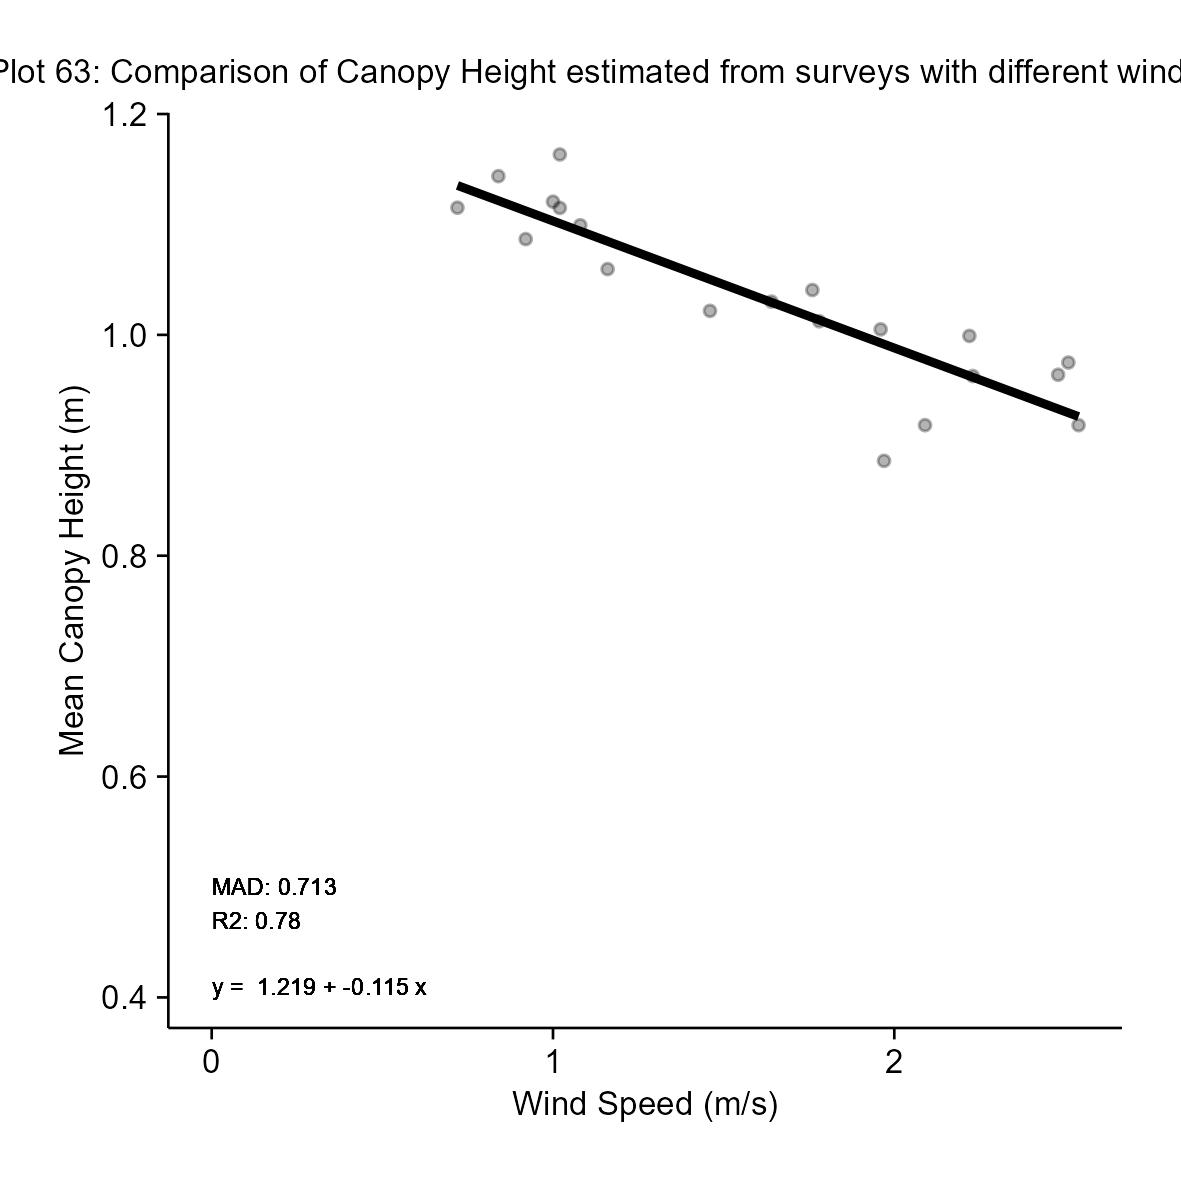 Plot 63: Comparison of Canopy Height estimated from surveys with different wind
1.2
1.0
0.8
0.6
0.4
Mean Canopy Height (m)
MAD: 0.713
R2: 0.78
y =  1.219 + -0.115 x
0 1 2
Wind Speed (m/s)